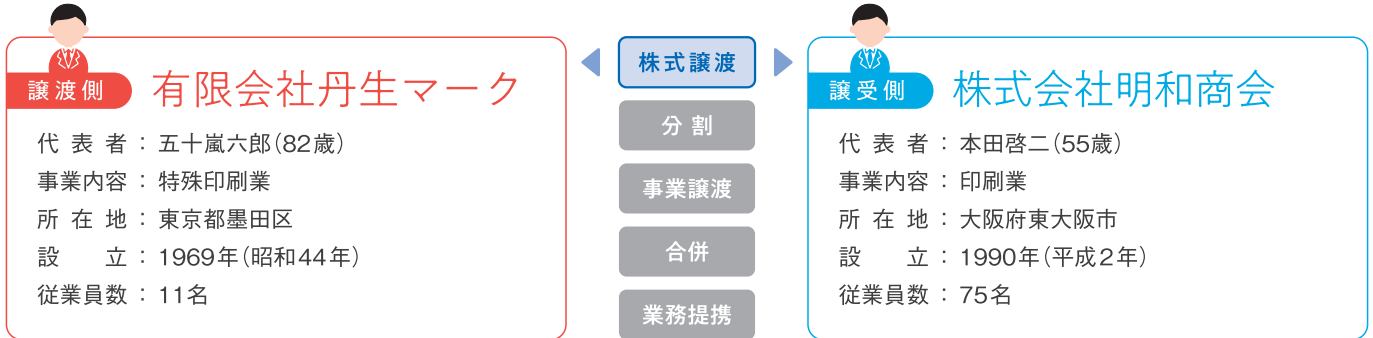 譲渡側
有限会社丹生マーク
代表者：五十嵐六郎（82歳）
事業内容：特殊印刷業
所在地：東京都墨田区
設立：1969年（昭和44年）
従業員数：11名
株式譲渡
分割
事業譲渡
合併
業務提携
譲受側
株式会社明和商会
代表者：本田啓二（55歳）
事業内容：印刷業
所在地：大阪府東大阪市
設立：1990年（平成2年）
従業員数：75名